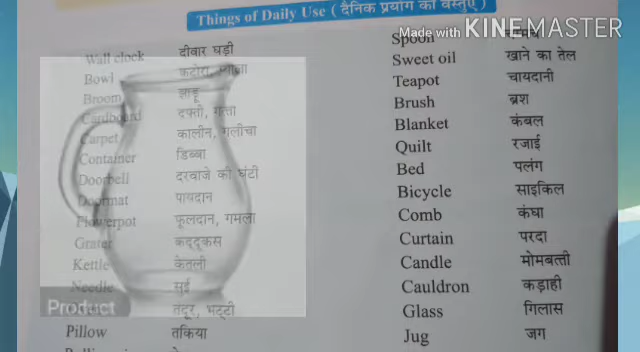 Things of Daily Use (दैनिक प्रयोग की वस्तुएँ)
Made with KINEMASTER
Wall clock दीवार घड़ी
Bowl कटोरा, प्याला
Broom झाड़ू
Cardboard दफ्ती, गत्ता
Carpet कालीन, गलीचा
Container डिब्बा
Doorbell दरवाजे की घंटी
Doormat पायदान
Flowerpot फूलदान, गमला
Grater कद्दूकस
Kettle केतली
Needle सुई
तंदूर, भट्टी
Product
Pillow तकिया
Spoon
Sweet oil खाने का तेल
Teapot चायदानी
Brush ब्रश
Blanket कंबल
Quilt रजाई
Bed पलंग
Bicycle साइकिल
Comb कंघा
Curtain परदा
Candle मोमबत्ती
Cauldron कड़ाही
Glass गिलास
Jug जग